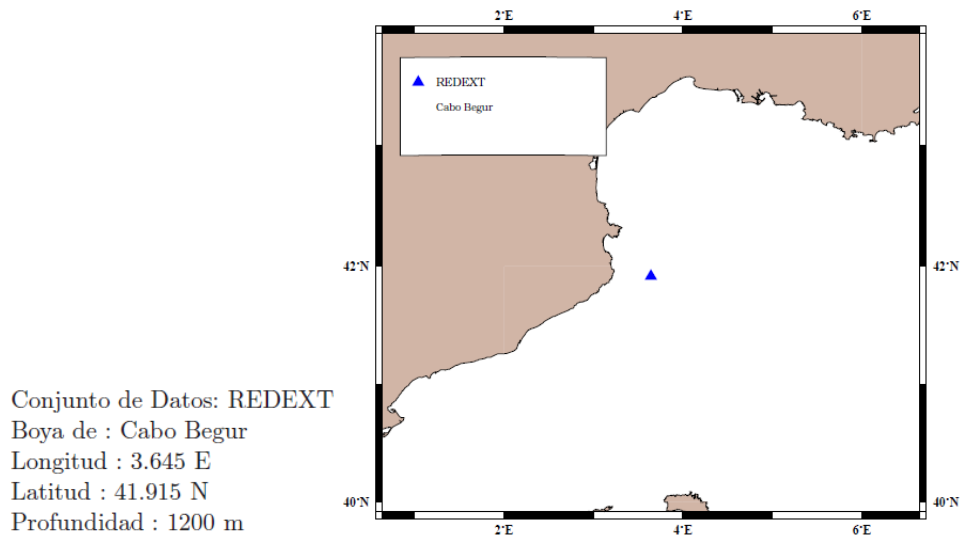 2°E 4°E 6°E
REDEXT
Cabo Begur
42°N 42°N
40°N 40°N
2°E 4°E 6°E
Conjunto de Datos: REDEXT
Boya de : Cabo Begur
Longitud : 3.645 E
Latitud : 41.915 N
Profundidad : 1200 m